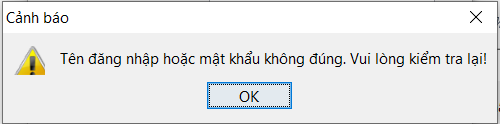 Cảnh báo
Tên đăng nhập hoặc mật khẩu không đúng. Vui lòng kiểm tra lại!
OK